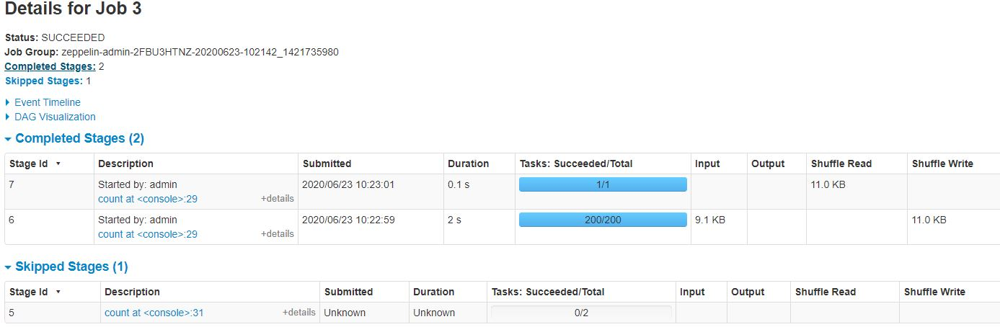 Details for Job 3
Status: SUCCEEDED
Job Group: zeppelin-admin-2FBU3HTNZ-20200623-102142_1421735980
Completed Stages: 2
Skipped Stages: 1
Event Timeline
DAG Visualization
Completed Stages (2)
Stage Id Description Submitted Duration Tasks: Succeeded/Total Input Output Shuffle Read Shuffle Write
7 Started by: admin 2020/06/23 10:23:01 0.1 s 1/1 11.0 KB
count at <console>:29 +details
6 Started by: admin 2020/06/23 10:22:59 2 s 200/200 9.1 KB 11.0 KB
count at <console>:29 +details
Skipped Stages (1)
Stage Id Description Submitted Duration Tasks: Succeeded/Total Input Output Shuffle Read Shuffle Write
5 count at <console>:31 +details Unknown Unknown 0/2